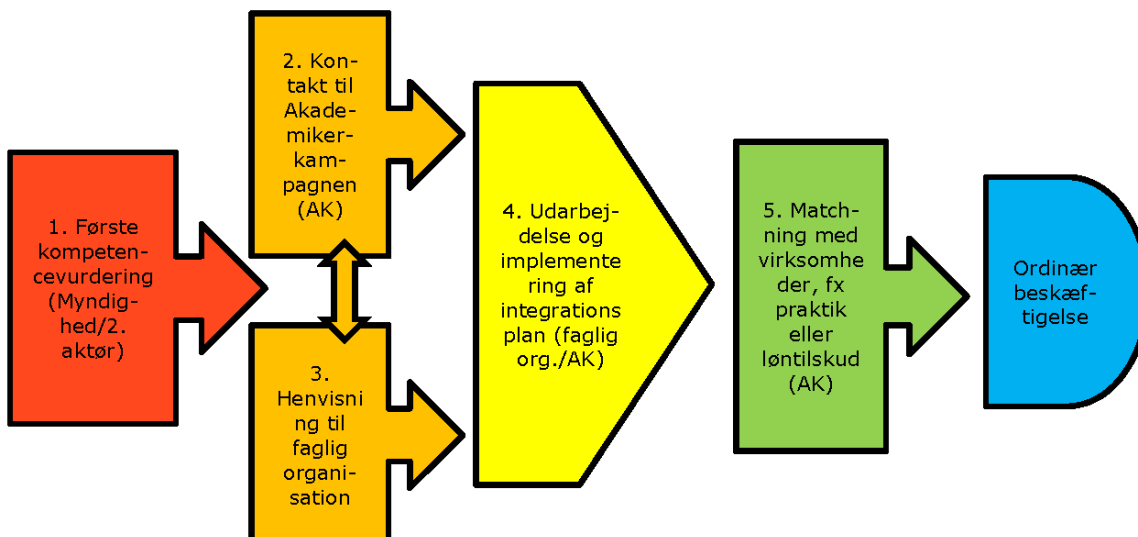 1. Første
kompeten-
cevurdering
(Myndig-
hed/2.
aktør)
2. Kon-
takt til
Akade-
miker-
kam-
pagnen
(AK)
3.
Henvisni
ng til
faglig
organi-
sation
4. Udarbej-
delse og
implemente
ring af
integrations
plan (faglig
org./AK)
5. Match-
ning med
virksomhe
der, fx
praktik
eller
løntilskud
(AK)
Ordinær
beskæf-
tigelse